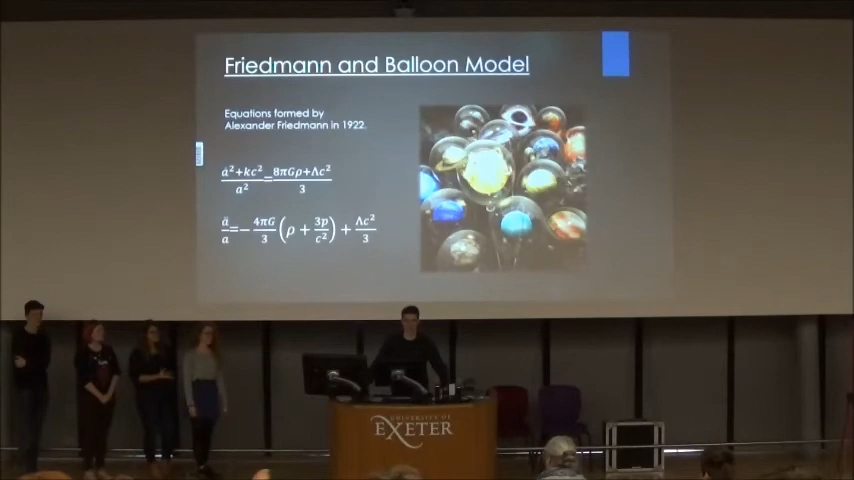 Friedmann and Balloon Model
Equations formed by
Alexander Friedmann in 1922.
ȧ²+kc²/a² = 8πGρ+Λc²/3
ä/a = − 4πG/3 (ρ + 3p/c²) + Λc²/3
UNIVERSITY OF
EXETER